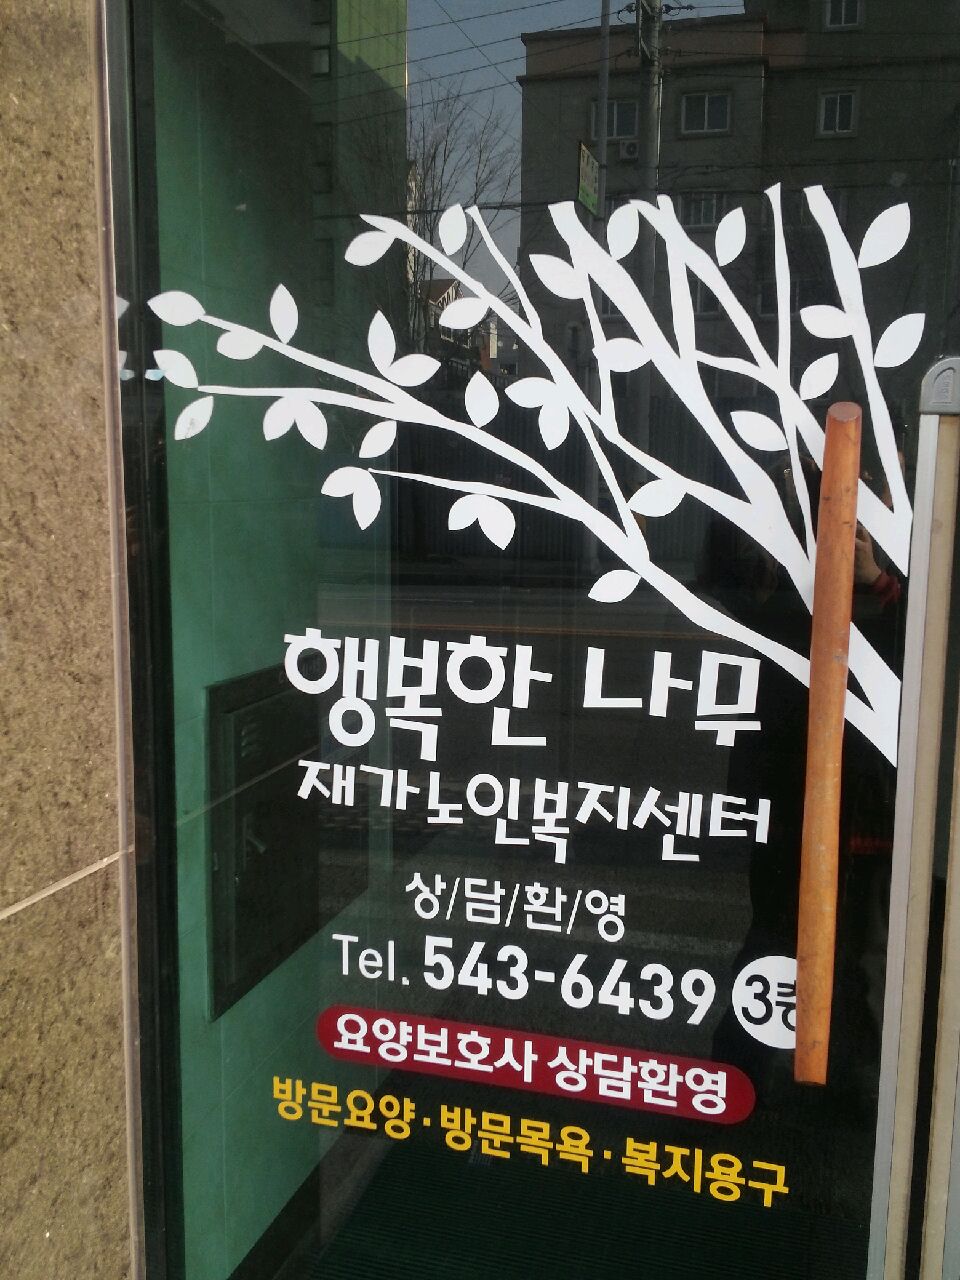 행복한 나무
재가노인복지센터
상/담/환/영
Tel. 543-6439
요양보호사 상담환영
방문요양·방문목욕·복지용구